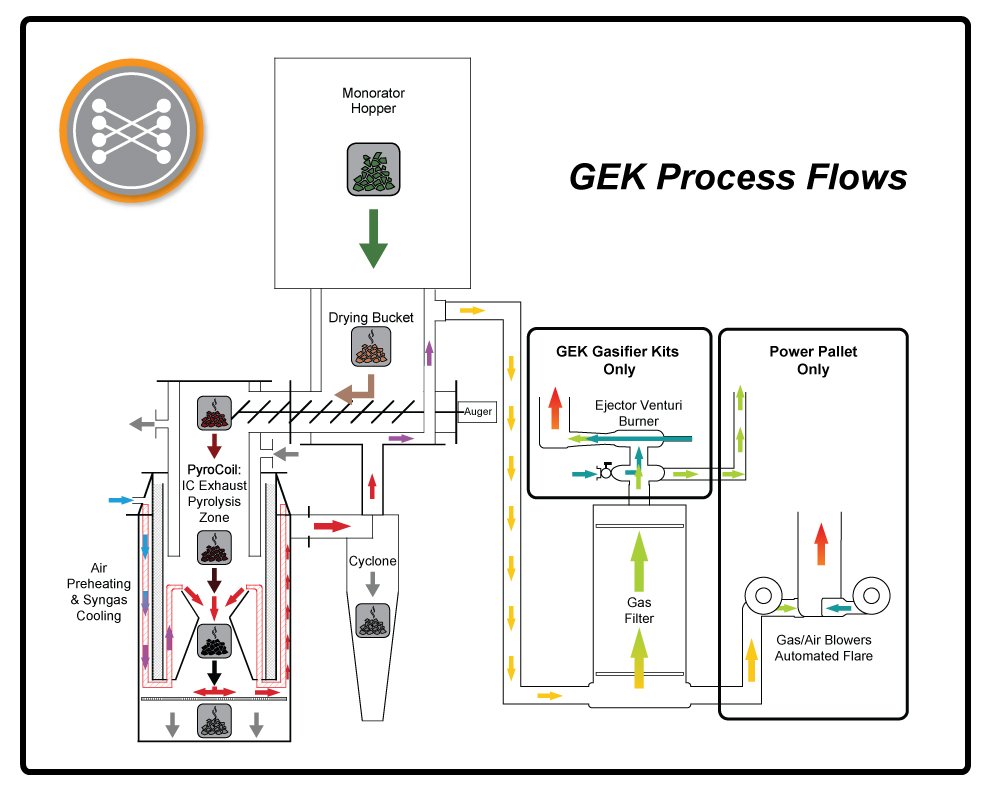 GEK Process Flows
Monorator
Hopper
Drying Bucket
Auger
PyroCoil:
IC Exhaust
Pyrolysis
Zone
Air
Preheating
& Syngas
Cooling
Cyclone
GEK Gasifier Kits
Only
Ejector Venturi
Burner
Gas
Filter
Power Pallet
Only
Gas/Air Blowers
Automated Flare